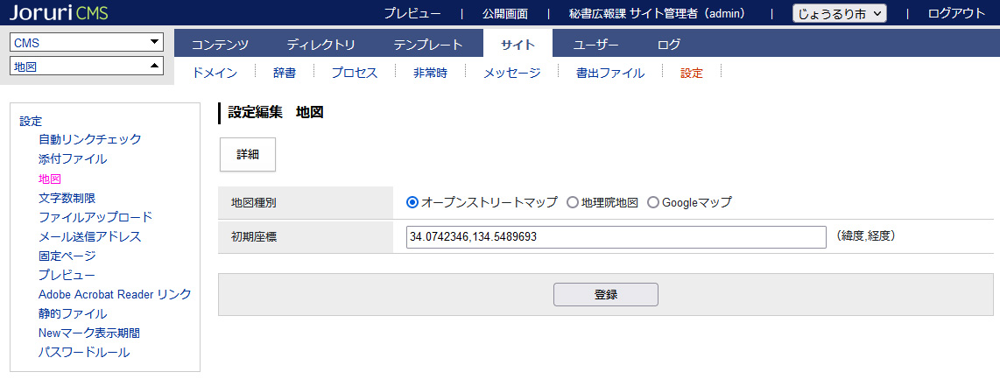 Joruri CMS プレビュー | 公開画面 | 秘書広報課 サイト管理者（admin） | じょうるり市 | ログアウト
CMS
地図
コンテンツ ディレクトリ テンプレート サイト ユーザー ログ
ドメイン 辞書 プロセス 非常時 メッセージ 書出ファイル 設定
設定
自動リンクチェック
添付ファイル
地図
文字数制限
ファイルアップロード
メール送信アドレス
固定ページ
プレビュー
Adobe Acrobat Reader リンク
静的ファイル
Newマーク表示期間
パスワードルール
設定編集　地図
詳細
地図種別 オープンストリートマップ 地理院地図 Googleマップ
初期座標 34.0742346,134.5489693 （緯度,経度）
登録